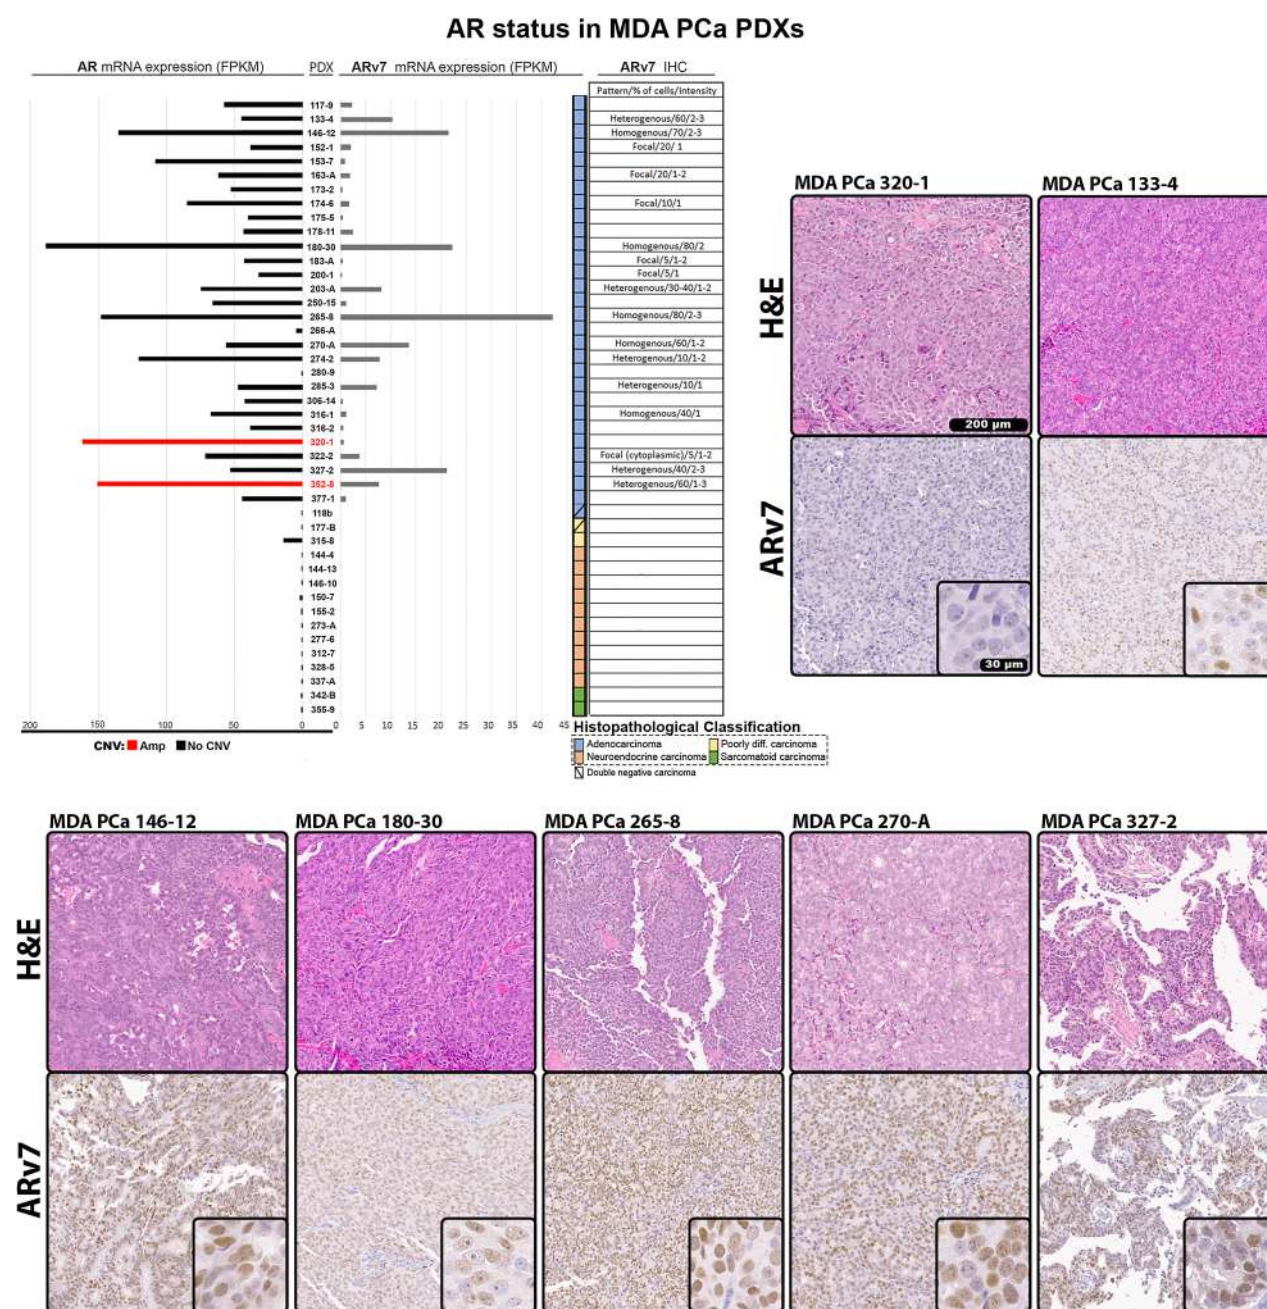 AR status in MDA PCa PDXs
AR mRNA expression (FPKM) PDX ARv7 mRNA expression (FPKM) ARv7 IHC
Pattern/% of cells/Intensity
117-9
133-4 Heterogenous/60/2-3
146-12 Homogenous/70/2-3
152-1 Focal/20/ 1
153-7
163-A Focal/20/1-2
173-2
174-6 Focal/10/1
175-5
178-11
180-30 Homogenous/80/2
183-A Focal/5/1-2
200-1 Focal/5/1
203-A Heterogenous/30-40/1-2
250-15
265-8 Homogenous/80/2-3
266-A
270-A Homogenous/60/1-2
274-2 Heterogenous/10/1-2
280-9
285-3 Heterogenous/10/1
306-14
316-1 Homogenous/40/1
316-2
320-1
322-2 Focal (cytoplasmic)/5/1-2
327-2 Heterogenous/40/2-3
362-8 Heterogenous/60/1-3
377-1
118b
177-B
315-8
144-4
144-13
146-10
150-7
155-2
273-A
277-6
312-7
328-5
337-A
342-B
355-9
200 150 100 50 0 0 5 10 15 20 25 30 35 40 45
CNV: Amp No CNV
Histopathological Classification
Adenocarcinoma Poorly diff. carcinoma
Neuroendocrine carcinoma Sarcomatoid carcinoma
Double negative carcinoma
MDA PCa 320-1 MDA PCa 133-4
H&E
200 µm
ARv7
30 µm
MDA PCa 146-12 MDA PCa 180-30 MDA PCa 265-8 MDA PCa 270-A MDA PCa 327-2
H&E
ARv7